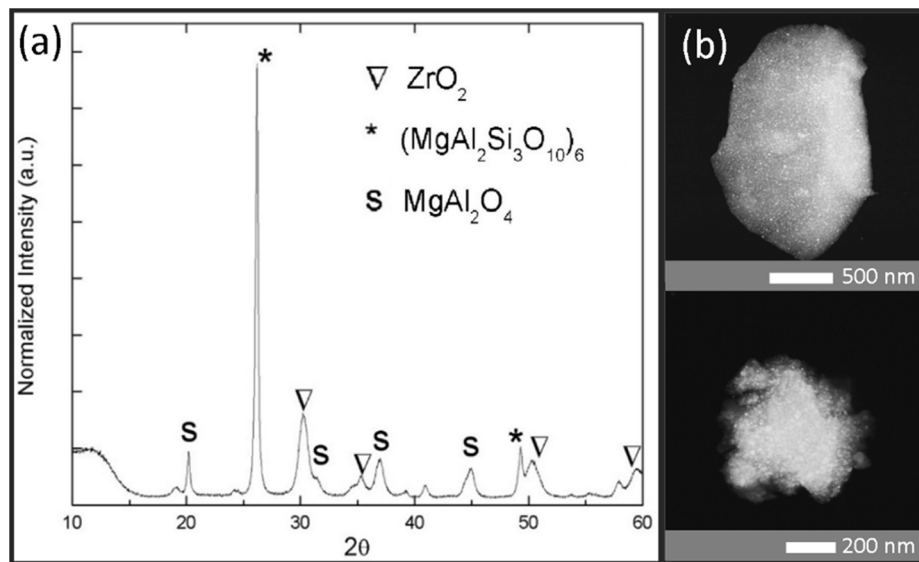 (a)
*
∇ ZrO₂
* (MgAl₂Si₃O₁₀)₆
S MgAl₂O₄
Normalized Intensity (a.u.)
S
∇
S
∇
S
S
*
∇
∇
10 20 30 40 50 60
2θ
(b)
500 nm
200 nm